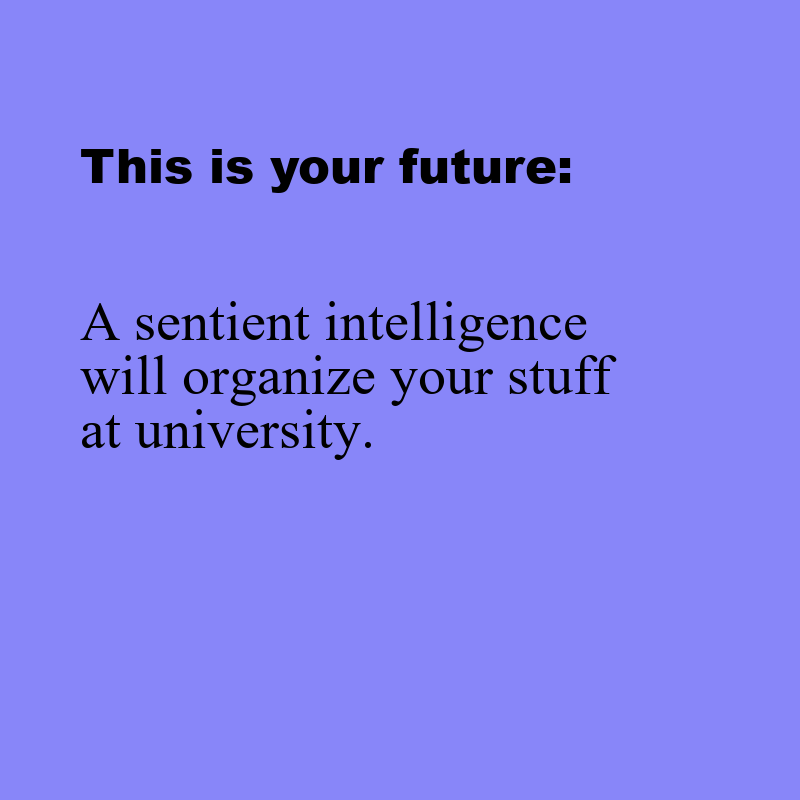 This is your future:
A sentient intelligence
will organize your stuff
at university.